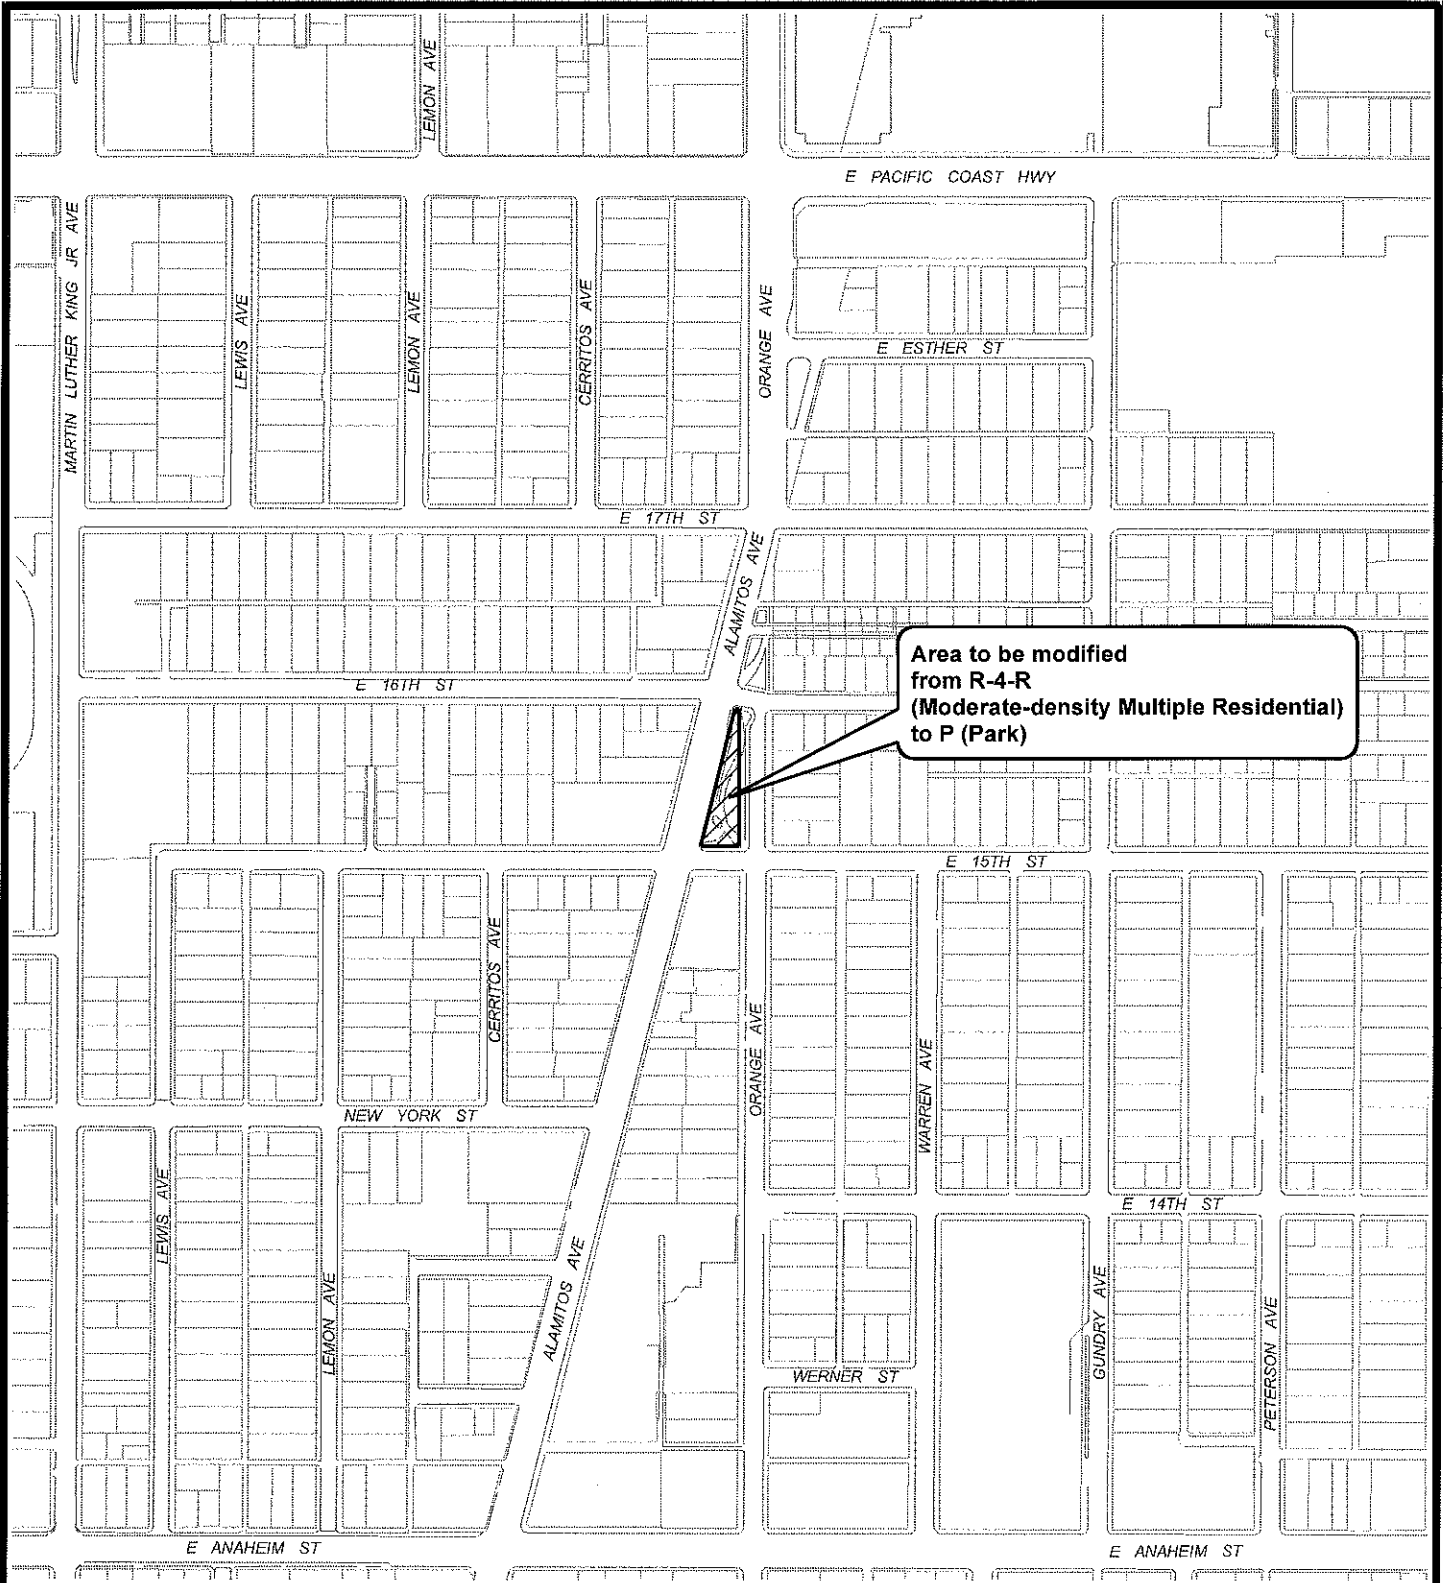 LEMON AVE
E PACIFIC COAST HWY
MARTIN LUTHER KING JR AVE
LEWIS AVE
LEMON AVE
CERRITOS AVE
ORANGE AVE
E ESTHER ST
E 17TH ST
ALAMITOS AVE
Area to be modified
from R-4-R
(Moderate-density Multiple Residential)
to P (Park)
E 16TH ST
E 15TH ST
CERRITOS AVE
ORANGE AVE
WARREN AVE
NEW YORK ST
LEWIS AVE
E 14TH ST
LEMON AVE
ALAMITOS AVE
GUNDRY AVE
PETERSON AVE
WERNER ST
E ANAHEIM ST
E ANAHEIM ST